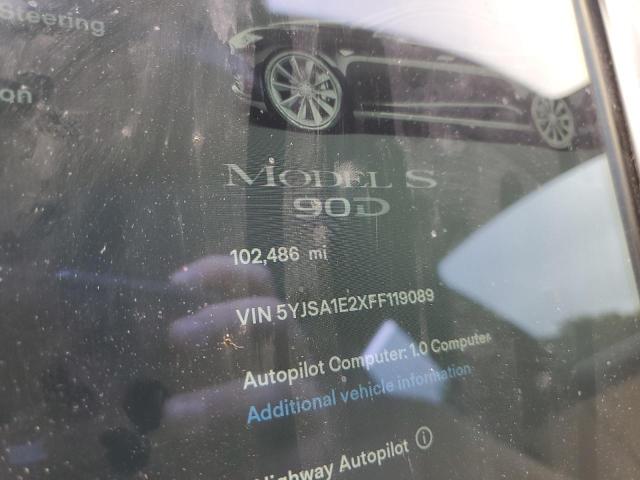 Steering
on
MODEL S
90D
102,486 mi
VIN 5YJSA1E2XFF119089
Autopilot Computer: 1.0 Computer
Additional vehicle information
Highway Autopilot